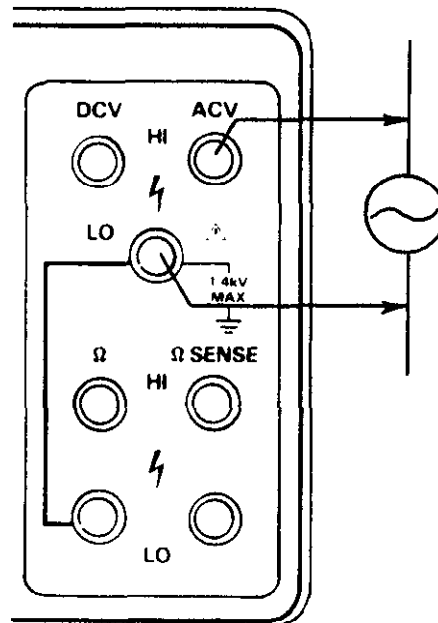 DCV ACV
HI
LO
1.4kV
MAX
Ω Ω SENSE
HI
LO